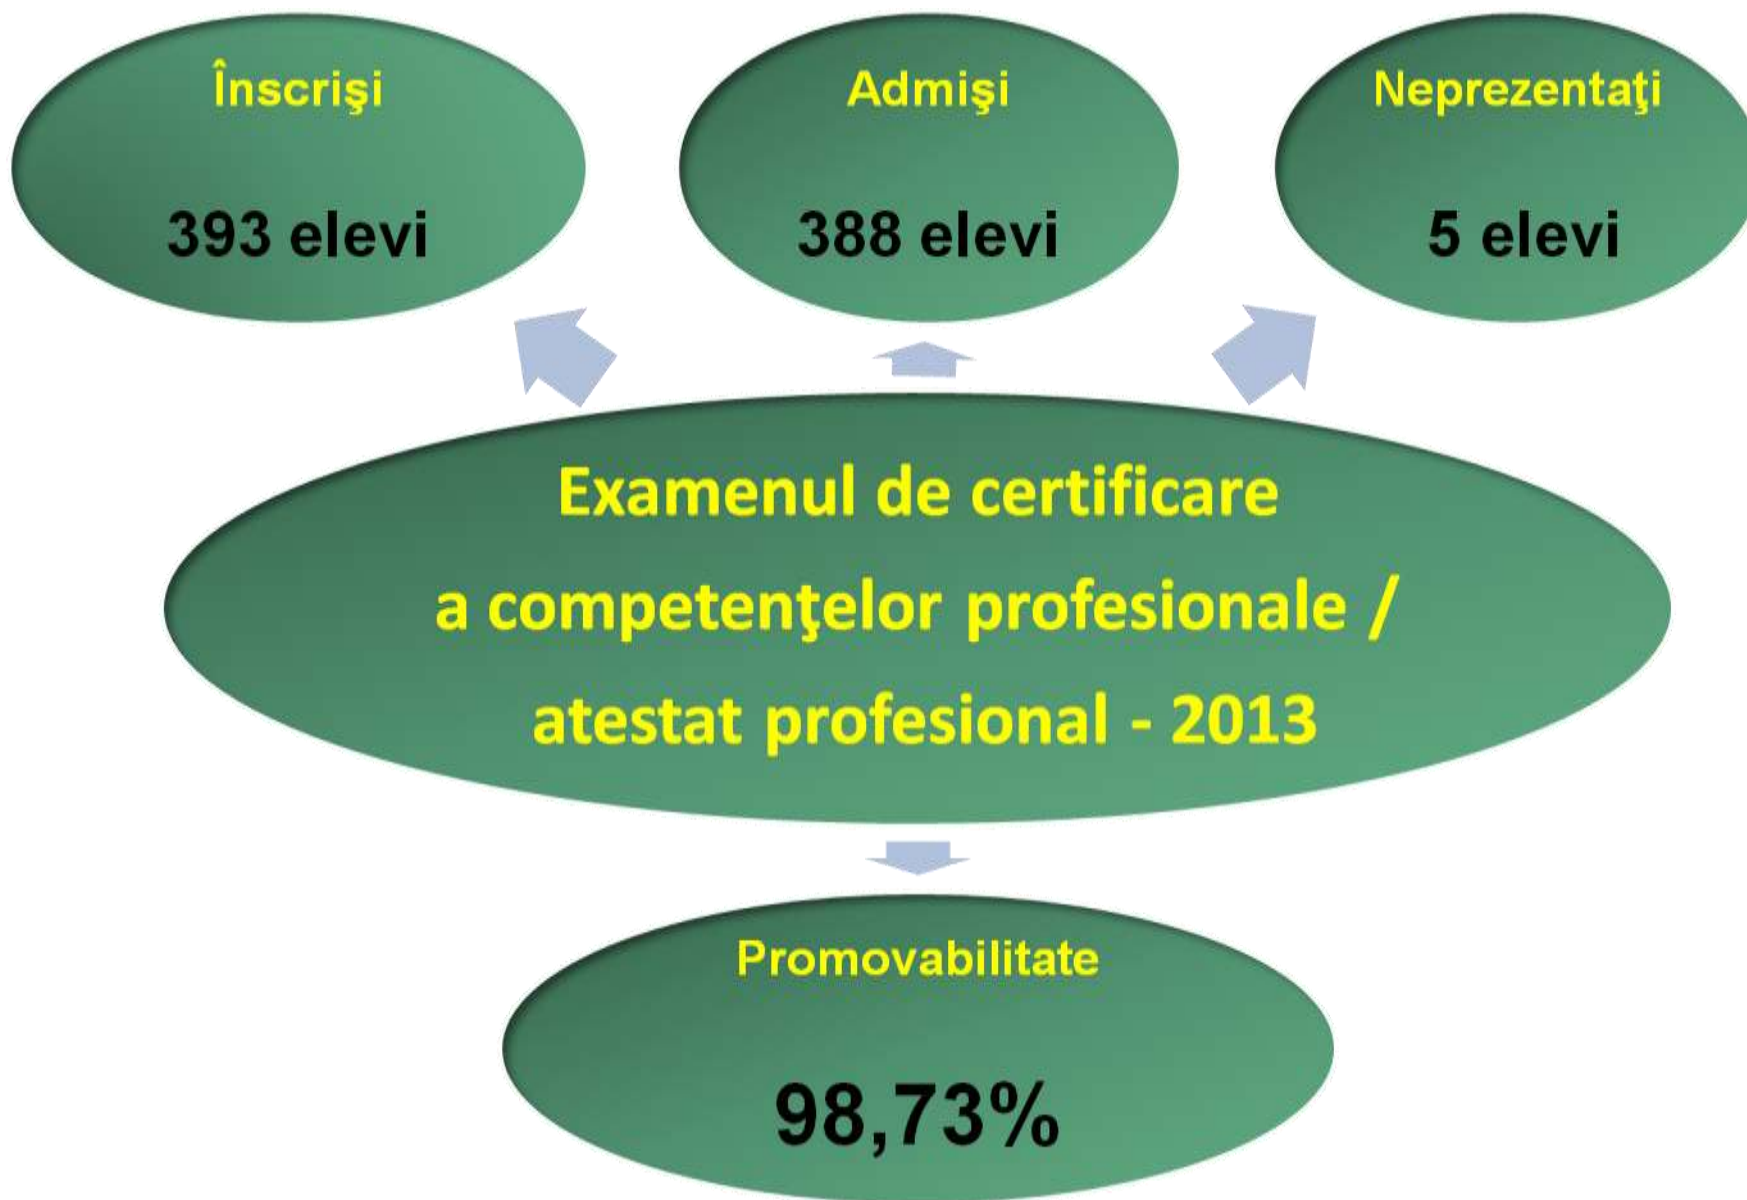 Înscrişi
393 elevi
Admişi
388 elevi
Neprezentaţi
5 elevi
Examenul de certificare
a competenţelor profesionale /
atestat profesional - 2013
Promovabilitate
98,73%